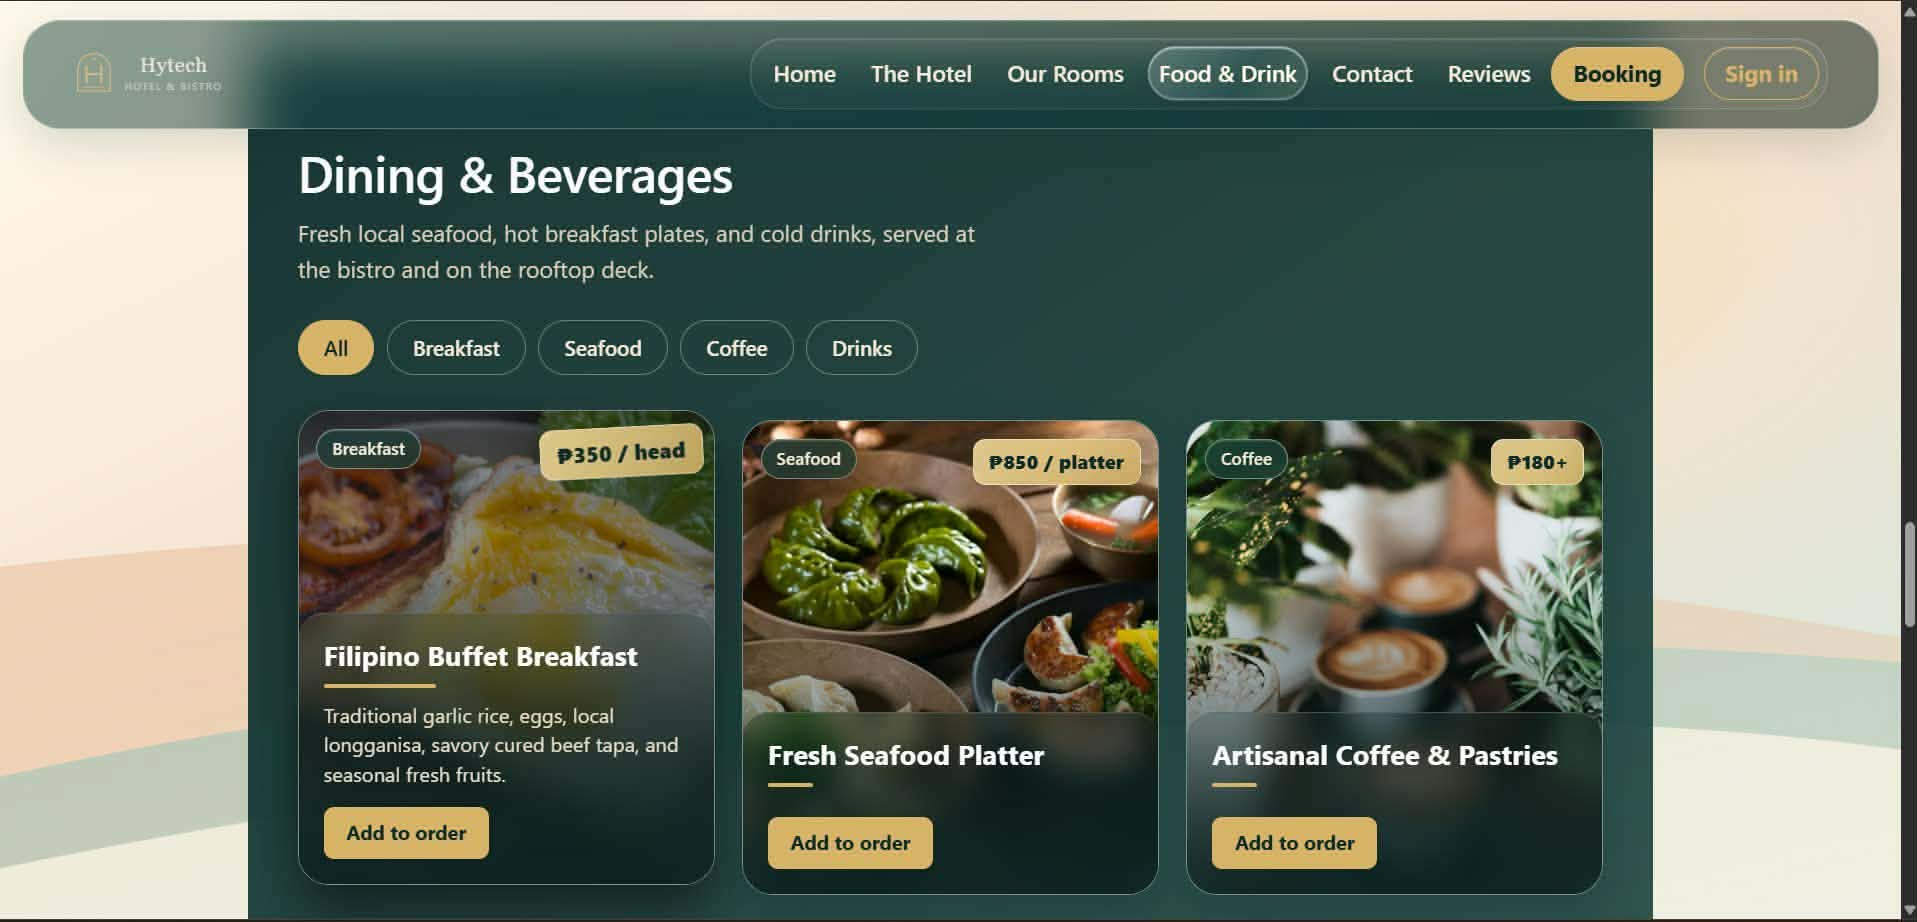 Hytech
HOTEL & BISTRO
Home
The Hotel
Our Rooms
Food & Drink
Contact
Reviews
Booking
Sign in
Dining & Beverages
Fresh local seafood, hot breakfast plates, and cold drinks, served at
the bistro and on the rooftop deck.
All
Breakfast
Seafood
Coffee
Drinks
Breakfast
₱350 / head
Filipino Buffet Breakfast
Traditional garlic rice, eggs, local
longganisa, savory cured beef tapa, and
seasonal fresh fruits.
Add to order
Seafood
₱850 / platter
Fresh Seafood Platter
Add to order
Coffee
₱180+
Artisanal Coffee & Pastries
Add to order